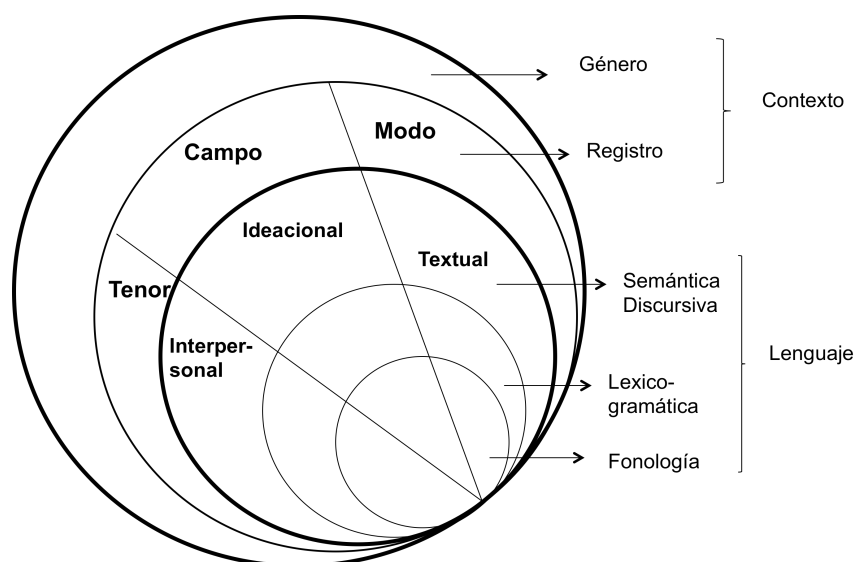 Género
Contexto
Modo
Campo
Registro
Ideacional
Textual
Semántica
Discursiva
Tenor
Interper-
sonal
Lenguaje
Lexico-
gramática
Fonología